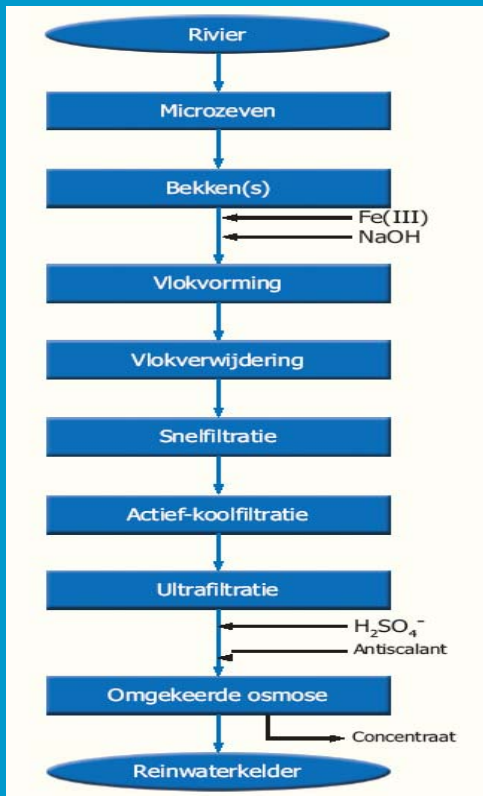 Rivier
Microzeven
Bekken(s)
Fe(III)
NaOH
Vlokvorming
Vlokverwijdering
Snelfiltratie
Actief-koolfiltratie
Ultrafiltratie
H₂SO₄⁻
Antiscalant
Omgekeerde osmose
Concentraat
Reinwaterkelder